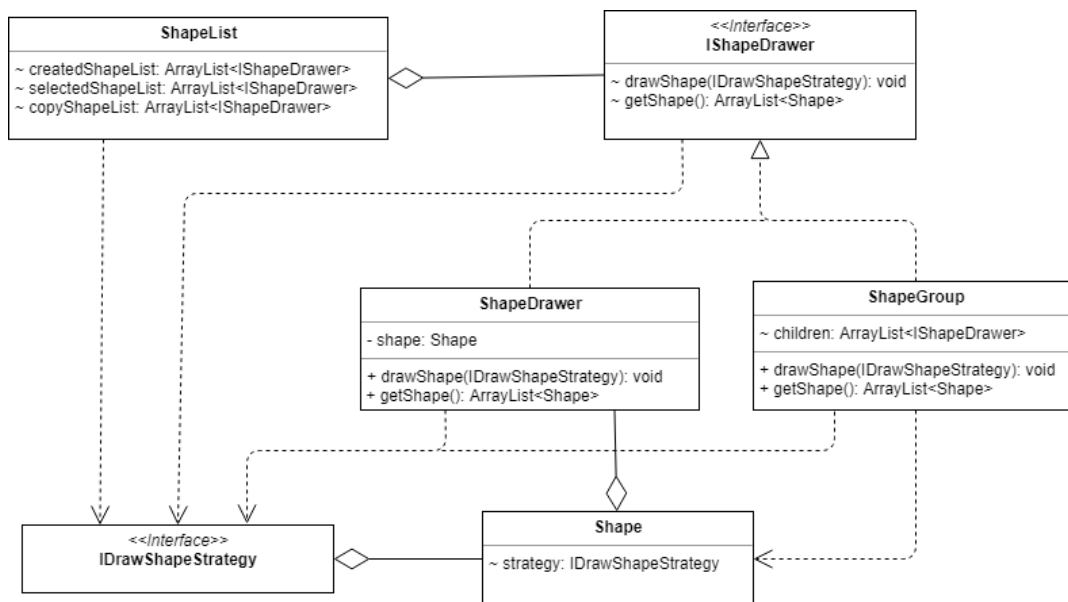 ShapeList
~ createdShapeList: ArrayList<IShapeDrawer>
~ selectedShapeList: ArrayList<IShapeDrawer>
~ copyShapeList: ArrayList<IShapeDrawer>
<<Interface>>
IShapeDrawer
~ drawShape(IDrawShapeStrategy): void
~ getShape(): ArrayList<Shape>
ShapeDrawer
- shape: Shape
+ drawShape(IDrawShapeStrategy): void
+ getShape(): ArrayList<Shape>
ShapeGroup
~ children: ArrayList<IShapeDrawer>
+ drawShape(IDrawShapeStrategy): void
+ getShape(): ArrayList<Shape>
<<Interface>>
IDrawShapeStrategy
Shape
~ strategy: IDrawShapeStrategy